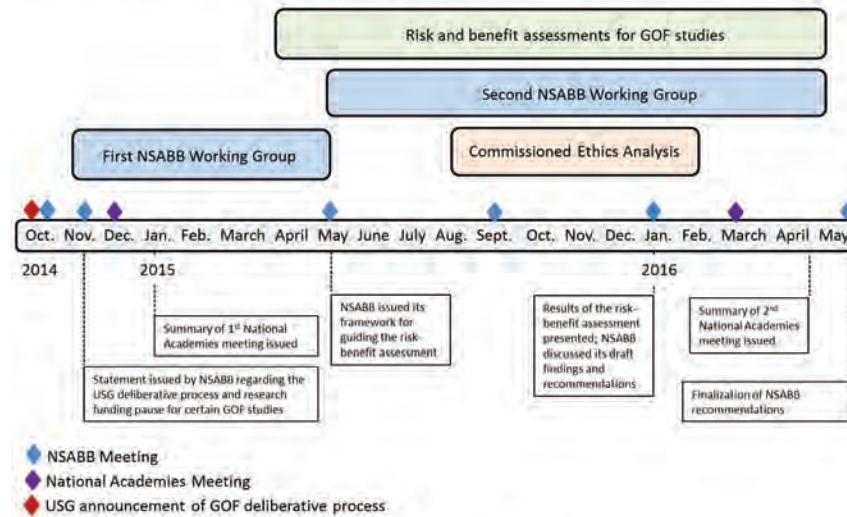 Risk and benefit assessments for GOF studies
Second NSABB Working Group
First NSABB Working Group
Commissioned Ethics Analysis
Oct. Nov. Dec. Jan. Feb. March April May June July Aug. Sept. Oct. Nov. Dec. Jan. Feb. March April May
2014 2015 2016
Summary of 1st National
Academies meeting issued
Statement issued by NSABB regarding the
USG deliberative process and research
funding pause for certain GOF studies
NSABB issued its
framework for
guiding the risk-
benefit assessment
Results of the risk-
benefit assessment
presented; NSABB
discussed its draft
findings and
recommendations
Summary of 2nd
National Academies
meeting issued
Finalization of NSABB
recommendations
NSABB Meeting
National Academies Meeting
USG announcement of GOF deliberative process